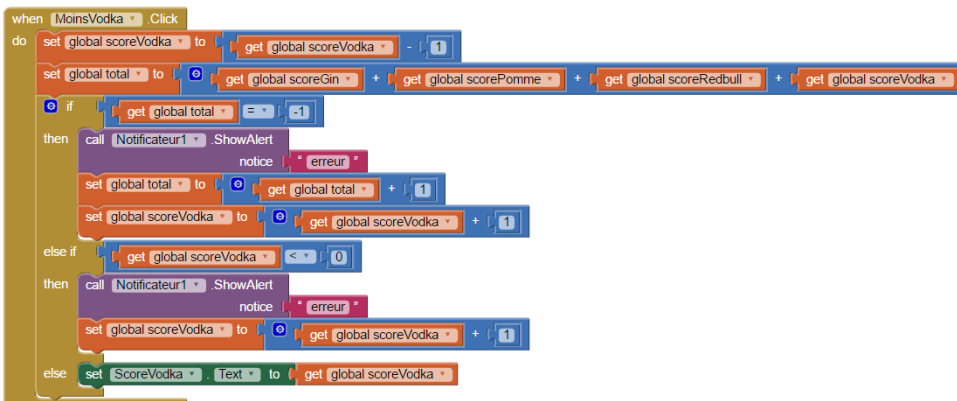 when MoinsVodka .Click
do set global scoreVodka to get global scoreVodka - 1
set global total to get global scoreGin + get global scorePomme + get global scoreRedbull + get global scoreVodka
if get global total = -1
then call Notificateur1 .ShowAlert
notice " erreur "
set global total to get global total + 1
set global scoreVodka to get global scoreVodka + 1
else if get global scoreVodka < 0
then call Notificateur1 .ShowAlert
notice " erreur "
set global scoreVodka to get global scoreVodka + 1
else set ScoreVodka . Text to get global scoreVodka